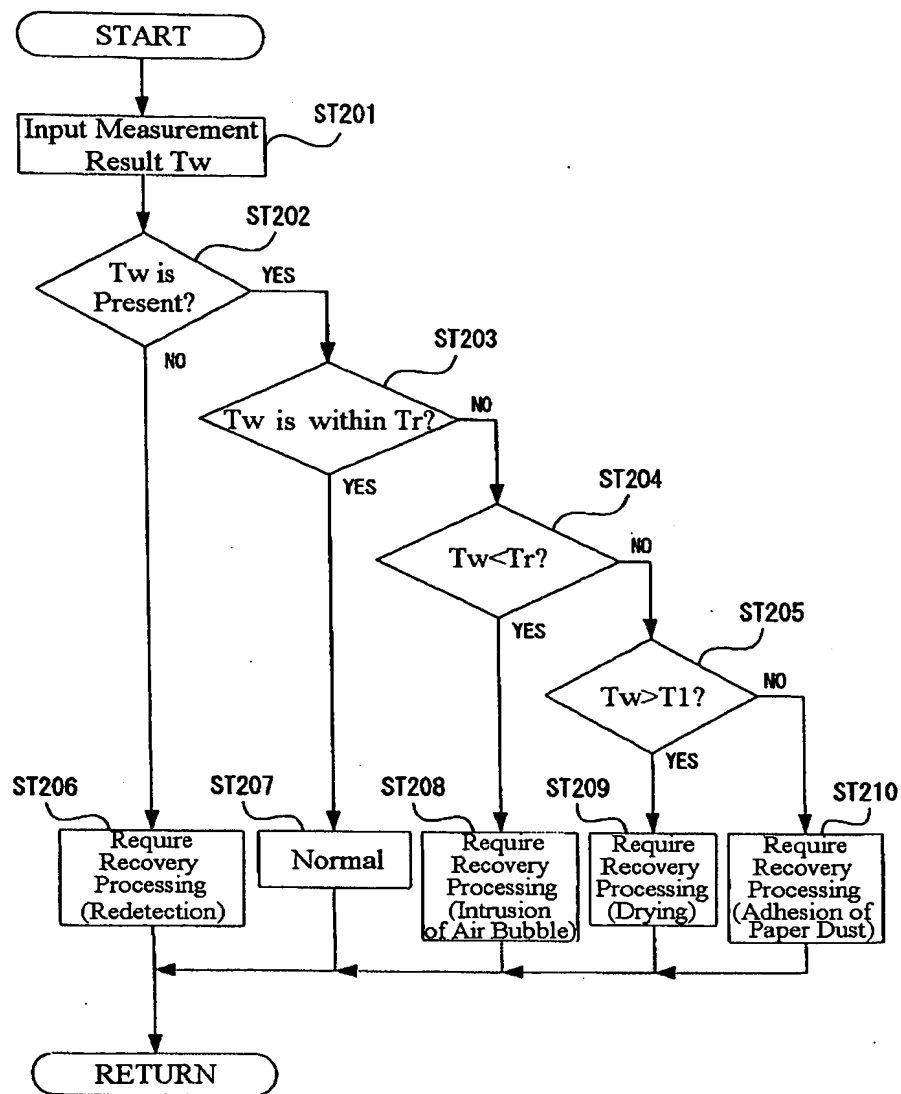 START
ST201
Input Measurement
Result Tw
ST202
Tw is
Present?
YES
NO
ST203
Tw is within Tr?
NO
YES
ST204
Tw<Tr?
NO
YES
ST205
Tw>T1?
NO
YES
ST206
Require
Recovery
Processing
(Redetection)
ST207
Normal
ST208
Require
Recovery
Processing
(Intrusion
of Air Bubble)
ST209
Require
Recovery
Processing
(Drying)
ST210
Require
Recovery
Processing
(Adhesion of
Paper Dust)
RETURN